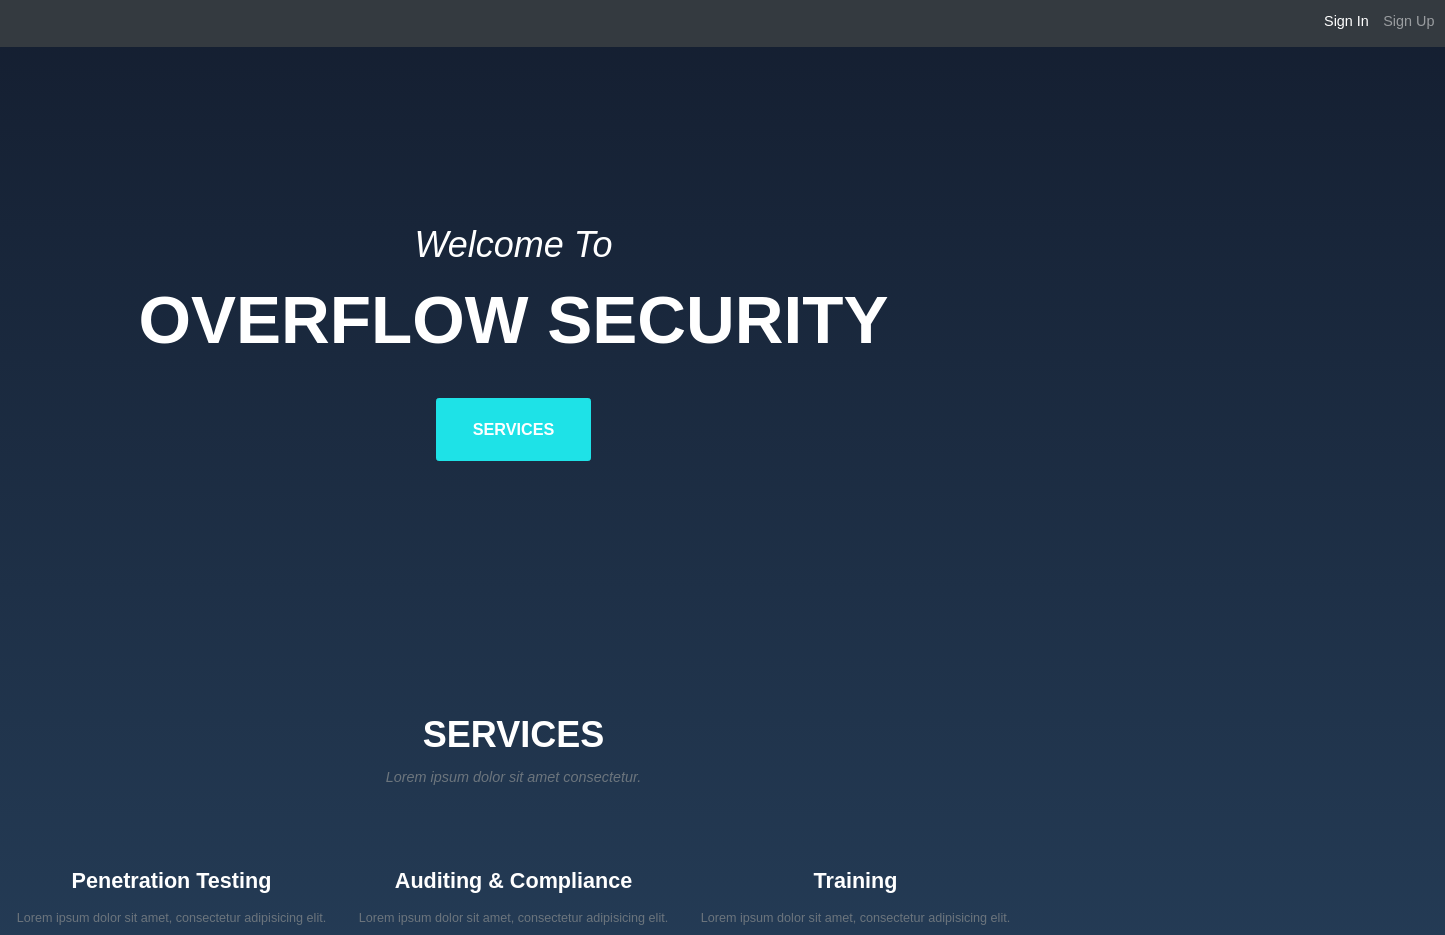 Sign In Sign Up
Welcome To
OVERFLOW SECURITY
SERVICES
SERVICES
Lorem ipsum dolor sit amet consectetur.
Penetration Testing Auditing & Compliance Training
Lorem ipsum dolor sit amet, consectetur adipisicing elit. Lorem ipsum dolor sit amet, consectetur adipisicing elit. Lorem ipsum dolor sit amet, consectetur adipisicing elit.